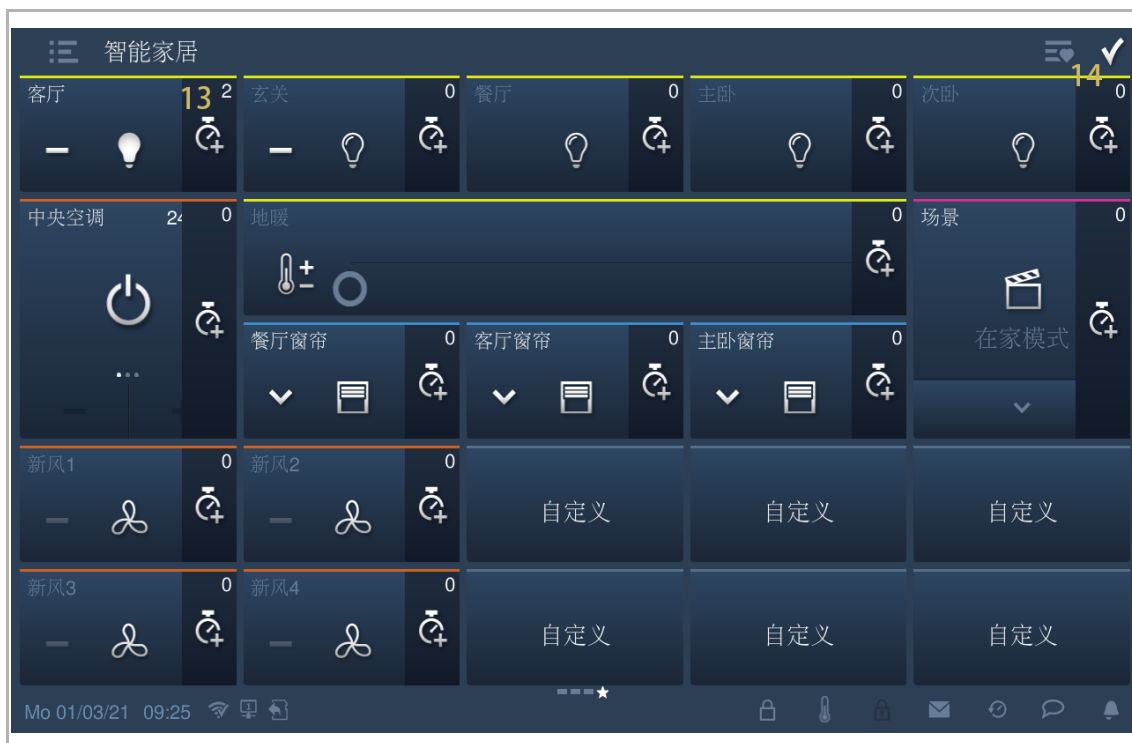 智能家居
14
客厅 13 2 玄关 0 餐厅 0 主卧 0 次卧 0
中央空调 24 0 地暖 0 场景 0
在家模式
餐厅窗帘 0 客厅窗帘 0 主卧窗帘 0
新风1 0 新风2 0
自定义 自定义 自定义
新风3 0 新风4 0
自定义 自定义 自定义
Mo 01/03/21 09:25